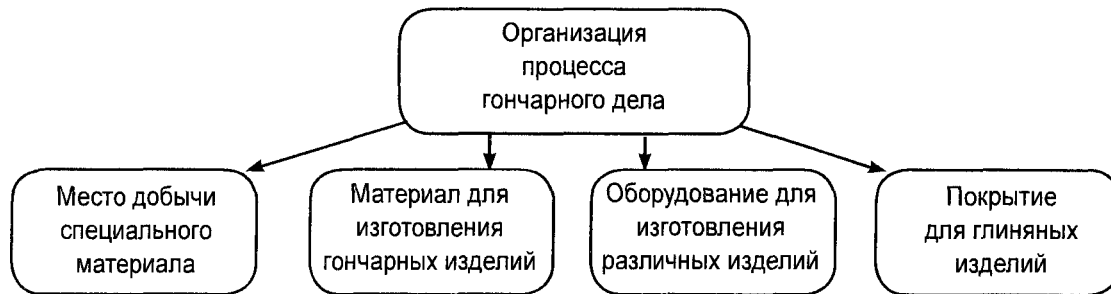 Организация
процесса
гончарного дела
Место добычи
специального
материала
Материал для
изготовления
гончарных изделий
Оборудование для
изготовления
различных изделий
Покрытие
для глиняных
изделий